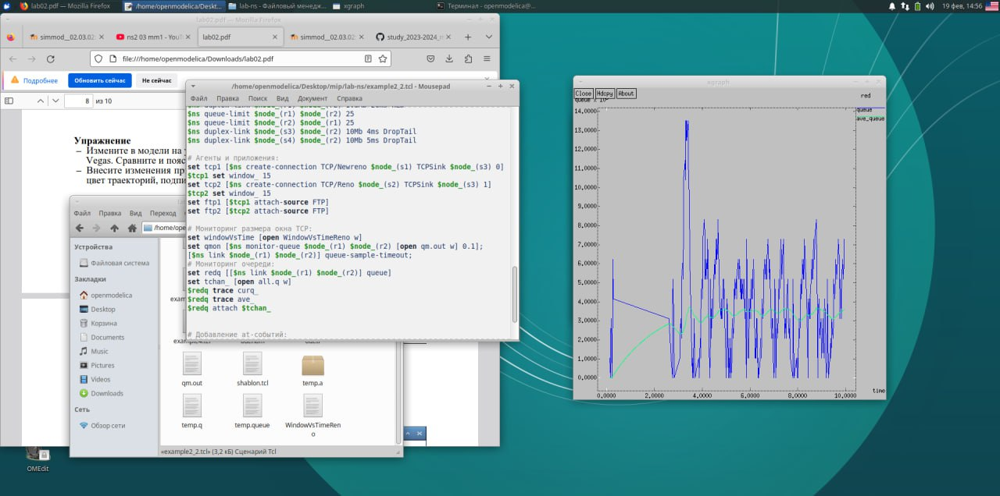 lab02.pdf — Mozilla Firefox
/home/openmodelica/Deskt...
lab-ns - Файловый менедж...
xgraph
Терминал - openmodelica@...
19 фев, 14:56
lab02.pdf — Mozilla Firefox
simmod__02.03.02
ns2 03 mm1 - YouT
lab02.pdf
simmod__02.03.02
study_2023-2024_m
file:///home/openmodelica/Downloads/lab02.pdf
Подробнее
Обновить сейчас
Не сейчас
8
из 10
Упражнение
– Измените в модели на
Vegas. Сравните и пояс
– Внесите изменения пр
цвет траекторий, подпи
/home/openmodelica/Desktop/mip/lab-ns/example2_2.tcl - Mousepad
Файл Правка Поиск Вид Документ Справка
$ns queue-limit $node_(r1) $node_(r2) 25
$ns queue-limit $node_(r2) $node_(r1) 25
$ns duplex-link $node_(s3) $node_(r2) 10Mb 4ms DropTail
$ns duplex-link $node_(s4) $node_(r2) 10Mb 5ms DropTail
# Агенты и приложения:
set tcp1 [$ns create-connection TCP/Newreno $node_(s1) TCPSink $node_(s3) 0]
$tcp1 set window_ 15
set tcp2 [$ns create-connection TCP/Reno $node_(s2) TCPSink $node_(s3) 1]
$tcp2 set window_ 15
set ftp1 [$tcp1 attach-source FTP]
set ftp2 [$tcp2 attach-source FTP]
# Мониторинг размера окна TCP:
set windowVsTime [open WindowVsTimeReno w]
set qmon [$ns monitor-queue $node_(r1) $node_(r2) [open qm.out w] 0.1];
[$ns link $node_(r1) $node_(r2)] queue-sample-timeout;
# Мониторинг очереди:
set redq [[$ns link $node_(r1) $node_(r2)] queue]
set tchan_ [open all.q w]
$redq trace curq_
$redq trace ave_
$redq attach $tchan_
# Добавление at-событий:
Файл Правка Вид Переход
/home/ope
Устройства
Файловая система
Закладки
openmodelica
Desktop
Корзина
Documents
Music
Pictures
Videos
Downloads
Сеть
Обзор сети
qm.out
shablon.tcl
temp.a
temp.q
temp.queue
WindowVsTimeRen
o
«example2_2.tcl» (3,2 кБ) Сценарий Tcl
OMEdit
xgraph
Close Hdcpy About
red
queue
ave_queue
14.0000
13.0000
12.0000
11.0000
10.0000
9.0000
8.0000
7.0000
6.0000
5.0000
4.0000
3.0000
2.0000
1.0000
0.0000
time
0.0000 2.0000 4.0000 6.0000 8.0000 10.0000